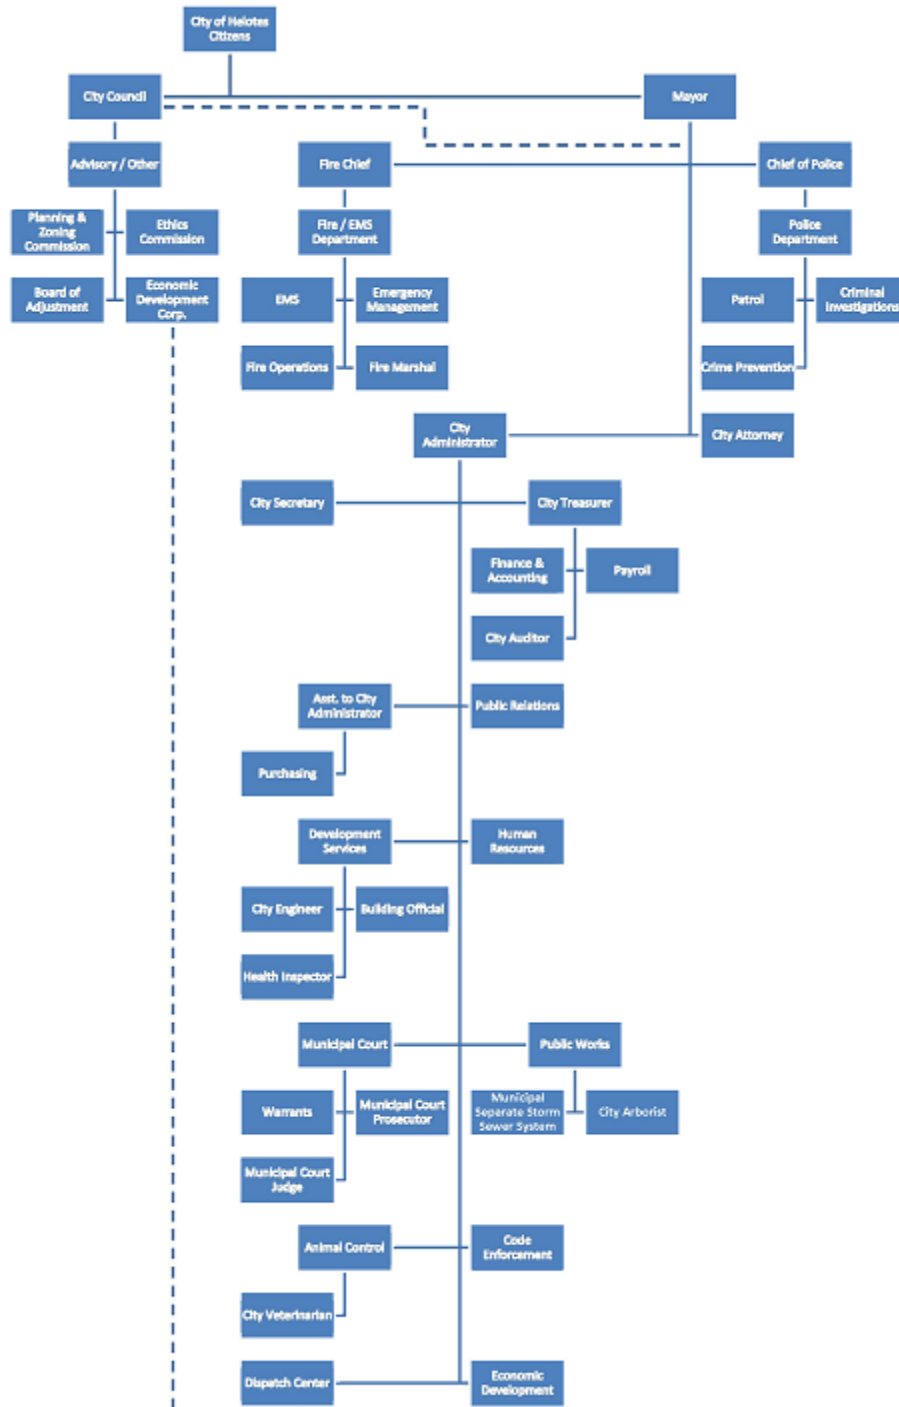 City of Helotes
Citizens
City Council
Mayor
Advisory / Other
Fire Chief
Chief of Police
Planning &
Zoning
Commission
Ethics
Commission
Fire / EMS
Department
Police
Department
Board of
Adjustment
Economic
Development
Corp.
EMS
Emergency
Management
Patrol
Criminal
Investigations
Fire Operations
Fire Marshal
Crime Prevention
City
Administrator
City Attorney
City Secretary
City Treasurer
Finance &
Accounting
Payroll
City Auditor
Asst. to City
Administrator
Public Relations
Purchasing
Development
Services
Human
Resources
City Engineer
Building Official
Health Inspector
Municipal Court
Public Works
Warrants
Municipal Court
Prosecutor
Municipal
Separate Storm
Sewer System
City Arborist
Municipal Court
Judge
Animal Control
Code
Enforcement
City Veterinarian
Dispatch Center
Economic
Development